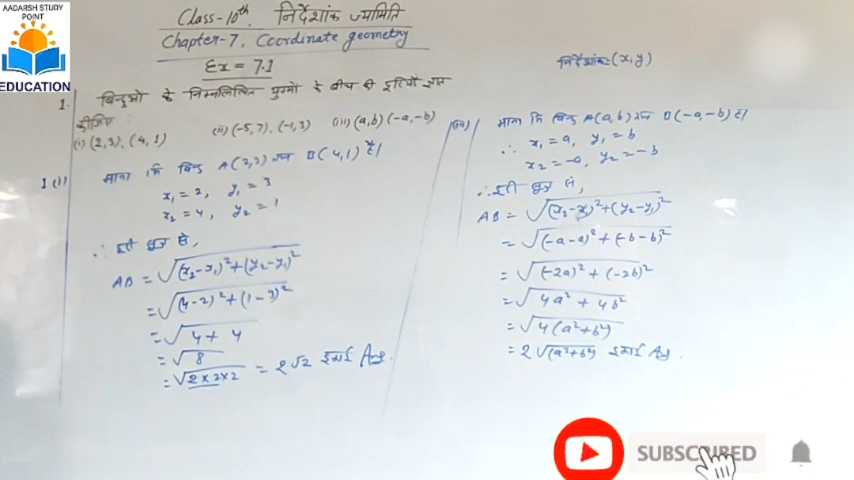 AADARSH STUDY
POINT
EDUCATION
Class-10th, निर्देशांक ज्यामिति
Chapter-7, Coordinate geometry
Ex = 7.1
निर्देशांक (x, y)
1. बिन्दुओं के निम्नलिखित युग्मों के बीच की दूरियाँ ज्ञात
कीजिए
(i) (2,3), (4,1) (ii) (-5,7), (-1,3) (iii) (a,b) (-a,-b)
1(i) माना कि बिन्दु A(2,3) तथा B(4,1) है।
x₁ = 2, y₁ = 3
x₂ = 4, y₂ = 1
∴ दूरी सूत्र से,
AB = √(x₂-x₁)²+(y₂-y₁)²
= √(4-2)²+(1-3)²
= √4+4
= √8
= √2×2×2 = 2√2 इकाई Ans.
(iii) माना कि बिन्दु A(a,b) तथा B(-a,-b) है।
∴ x₁ = a, y₁ = b
x₂ = -a, y₂ = -b
∴ दूरी सूत्र से,
AB = √(x₂-x₁)²+(y₂-y₁)²
= √(-a-a)²+(-b-b)²
= √(-2a)²+(-2b)²
= √4a²+4b²
= √4(a²+b²)
= 2√(a²+b²) इकाई Ans.
SUBSCRIBED